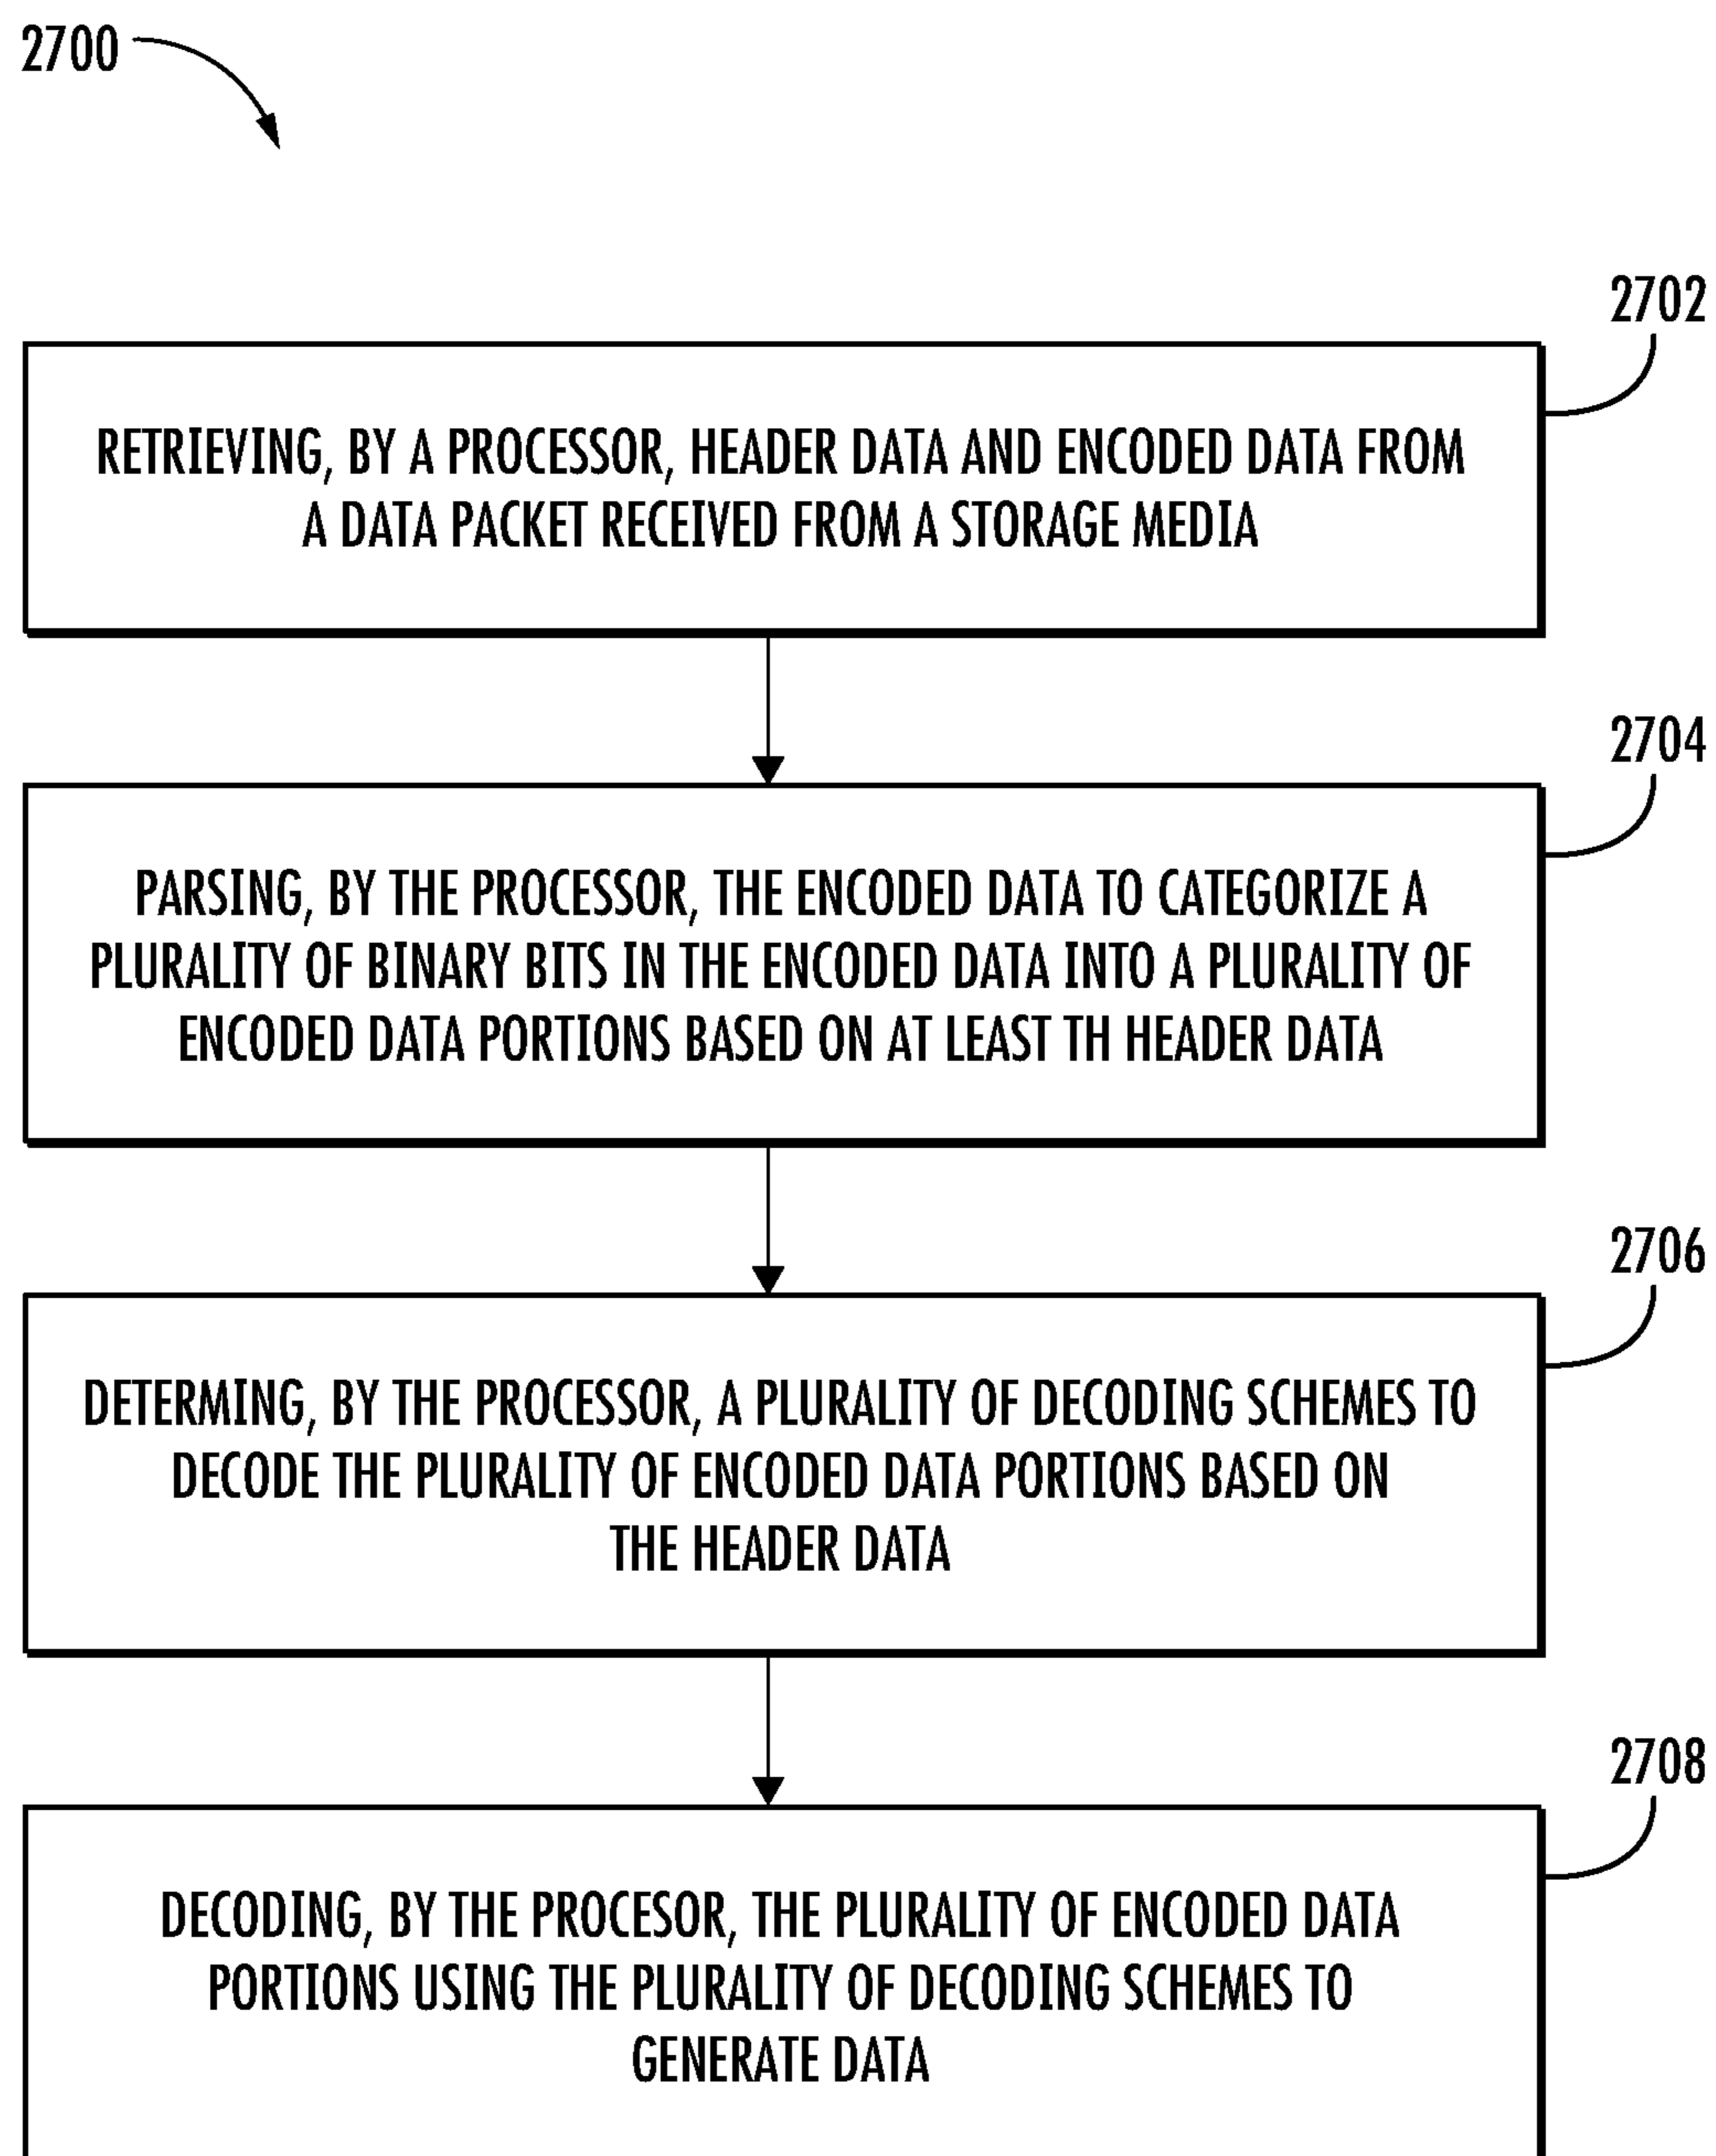 2700
2702
RETRIEVING, BY A PROCESSOR, HEADER DATA AND ENCODED DATA FROM
A DATA PACKET RECEIVED FROM A STORAGE MEDIA
2704
PARSING, BY THE PROCESSOR, THE ENCODED DATA TO CATEGORIZE A
PLURALITY OF BINARY BITS IN THE ENCODED DATA INTO A PLURALITY OF
ENCODED DATA PORTIONS BASED ON AT LEAST TH HEADER DATA
2706
DETERMING, BY THE PROCESSOR, A PLURALITY OF DECODING SCHEMES TO
DECODE THE PLURALITY OF ENCODED DATA PORTIONS BASED ON
THE HEADER DATA
2708
DECODING, BY THE PROCESOR, THE PLURALITY OF ENCODED DATA
PORTIONS USING THE PLURALITY OF DECODING SCHEMES TO
GENERATE DATA